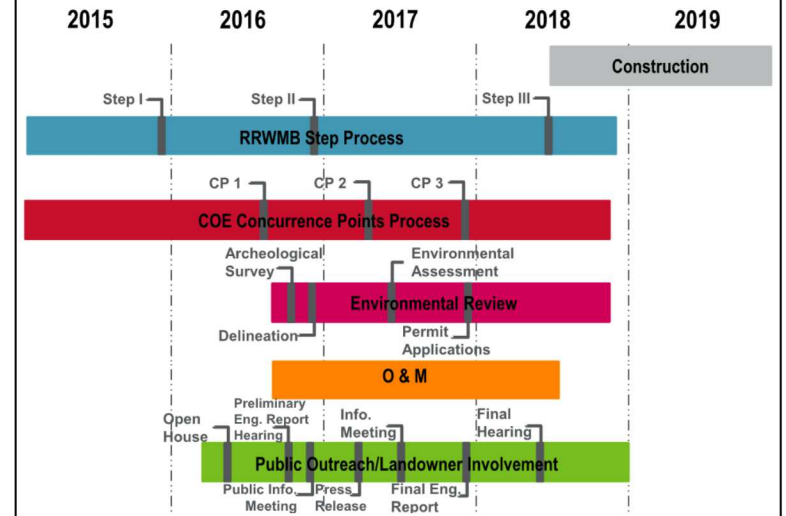 2015 2016 2017 2018 2019
Construction
Step I Step II Step III
RRWMB Step Process
CP 1 CP 2 CP 3
COE Concurrence Points Process
Archeological
Survey
Environmental
Assessment
Environmental Review
Delineation
Permit
Applications
O & M
Open
House
Preliminary
Eng. Report
Hearing
Info.
Meeting
Final
Hearing
Public Outreach/Landowner Involvement
Public Info.
Meeting
Press
Release
Final Eng.
Report